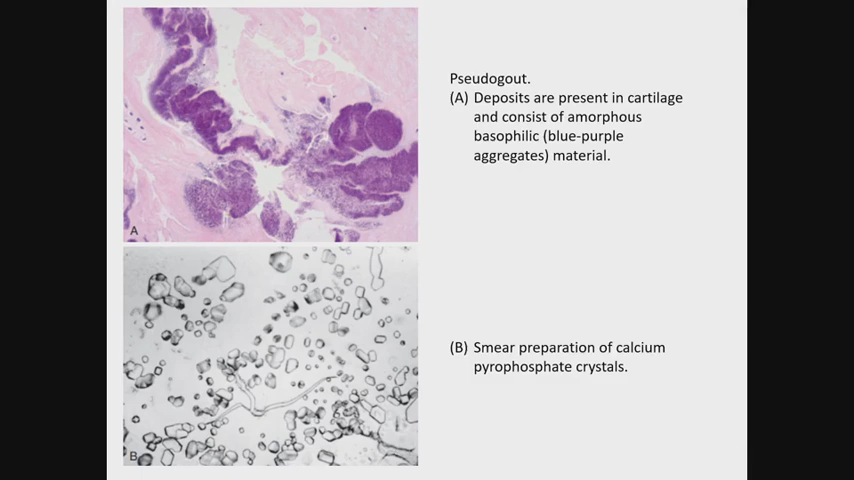 Pseudogout.
(A) Deposits are present in cartilage
and consist of amorphous
basophilic (blue-purple
aggregates) material.
A
(B) Smear preparation of calcium
pyrophosphate crystals.
B